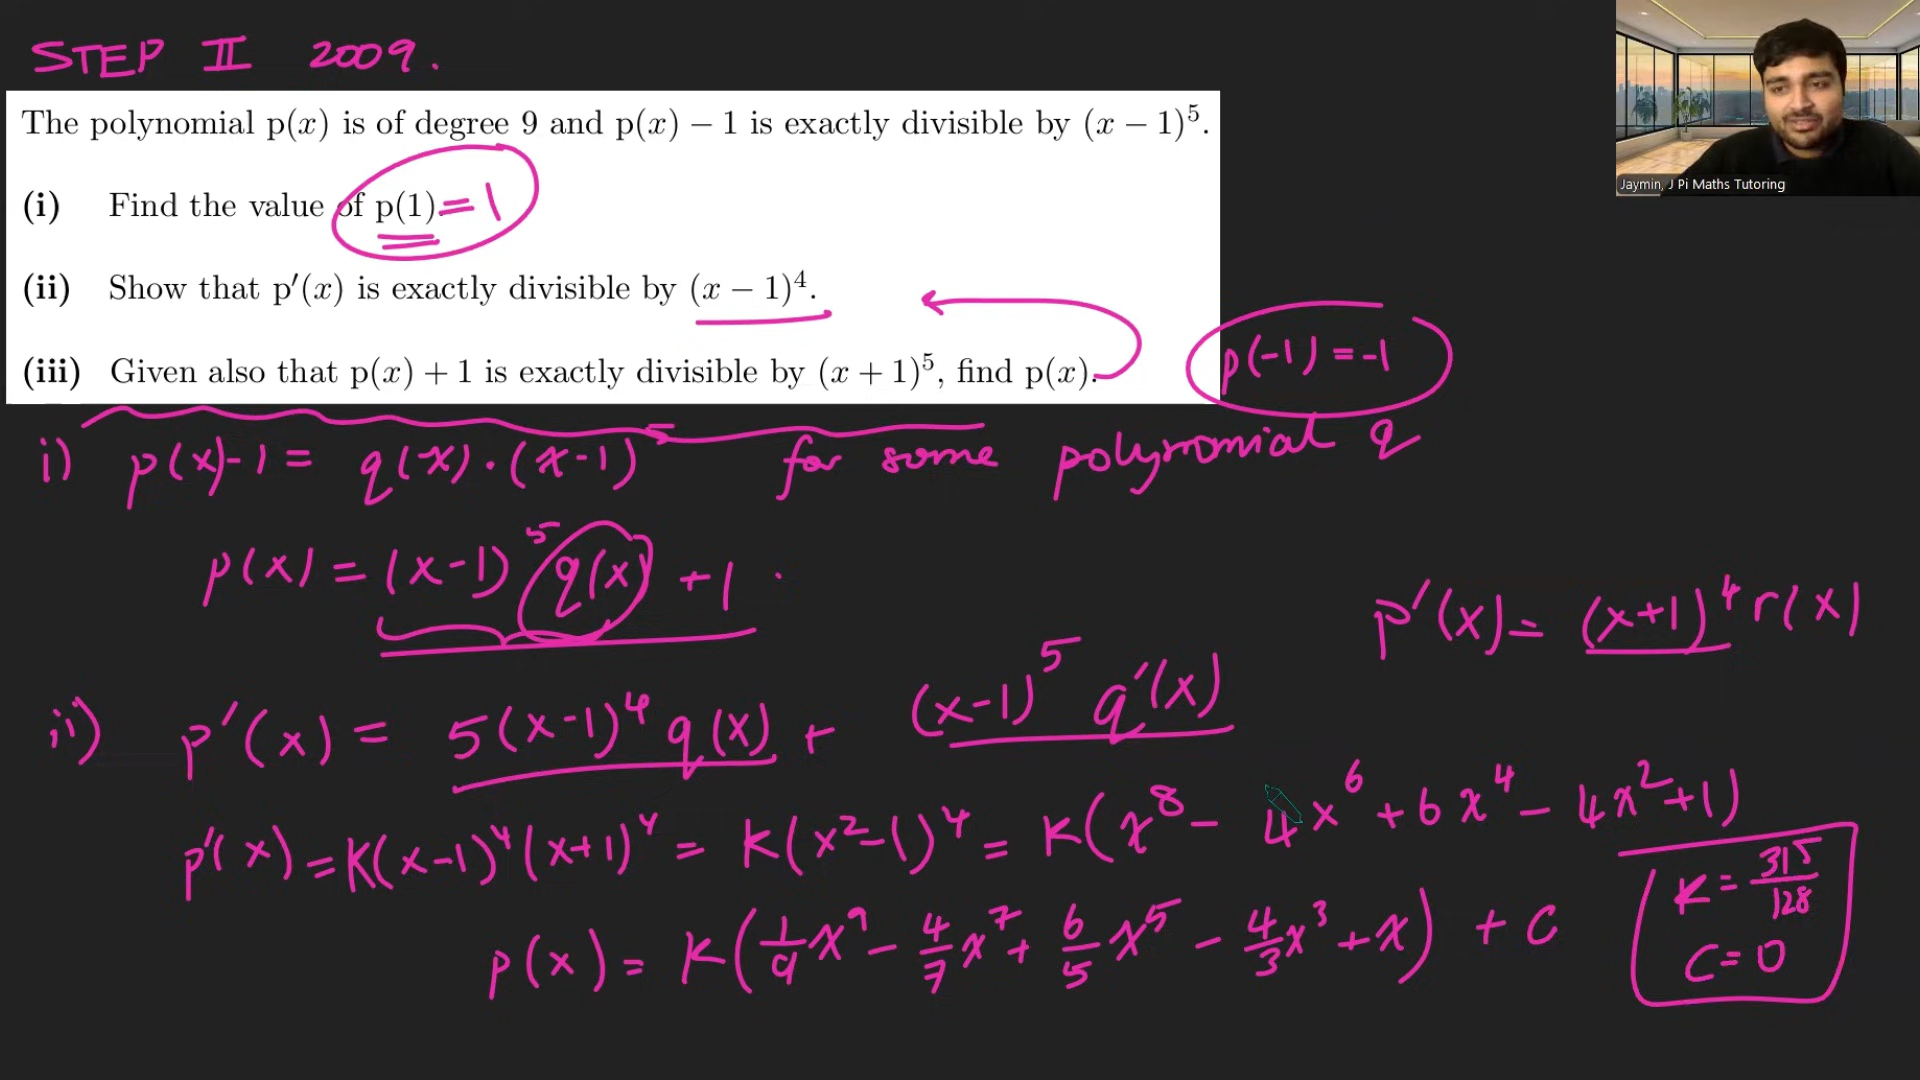 STEP II 2009.
The polynomial p(x) is of degree 9 and p(x) − 1 is exactly divisible by (x − 1)⁵.
(i) Find the value of p(1). = 1
(ii) Show that p′(x) is exactly divisible by (x − 1)⁴.
(iii) Given also that p(x) + 1 is exactly divisible by (x + 1)⁵, find p(x).
p(-1) = -1
Jaymin, J Pi Maths Tutoring
i) p(x)-1 = q(x)·(x-1)⁵ for some polynomial q
p(x) = (x-1)⁵ q(x) + 1 .
p′(x) = (x+1)⁴ r(x)
ii) p′(x) = 5(x-1)⁴ q(x) + (x-1)⁵ q′(x)
p′(x) = K(x-1)⁴(x+1)⁴ = K(x²-1)⁴ = K(x⁸ - 4x⁶ + 6x⁴ - 4x² + 1)
p(x) = K(1/9 x⁹ - 4/7 x⁷ + 6/5 x⁵ - 4/3 x³ + x) + C
K = 315/128
C = 0